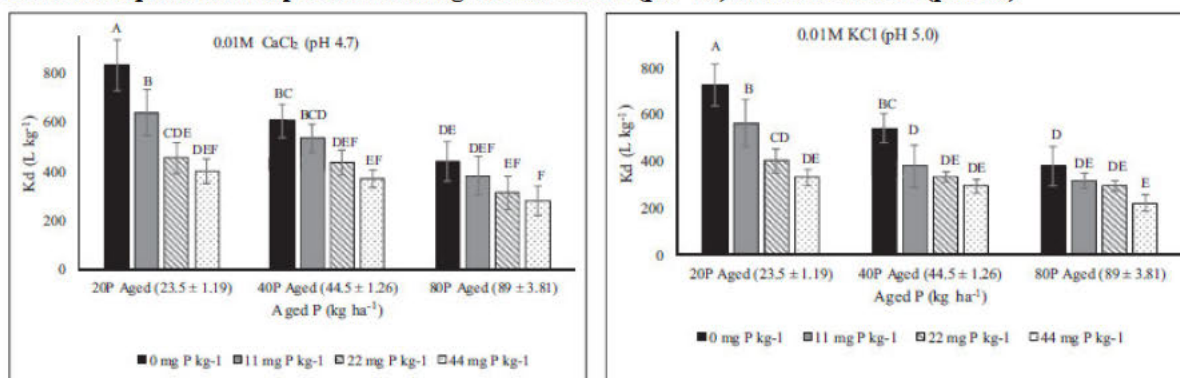 0.01M CaCl₂ (pH 4.7)
Kd (L kg⁻¹)
800
600
400
200
0
A
B
CDE
DEF
BC
BCD
DEF
EF
DE
DEF
EF
F
20P Aged (23.5 ± 1.19)
40P Aged (44.5 ± 1.26)
80P Aged (89 ± 3.81)
Aged P (kg ha⁻¹)
0 mg P kg-1
11 mg P kg-1
22 mg P kg-1
44 mg P kg-1
0.01M KCl (pH 5.0)
Kd (L kg⁻¹)
800
600
400
200
0
A
B
CD
DE
BC
D
DE
DE
D
DE
DE
E
20P Aged (23.5 ± 1.19)
40P Aged (44.5 ± 1.26)
80P Aged (89 ± 3.81)
Aged P (kg ha⁻¹)
0 mg P kg-1
11 mg P kg-1
22 mg P kg-1
44 mg P kg-1